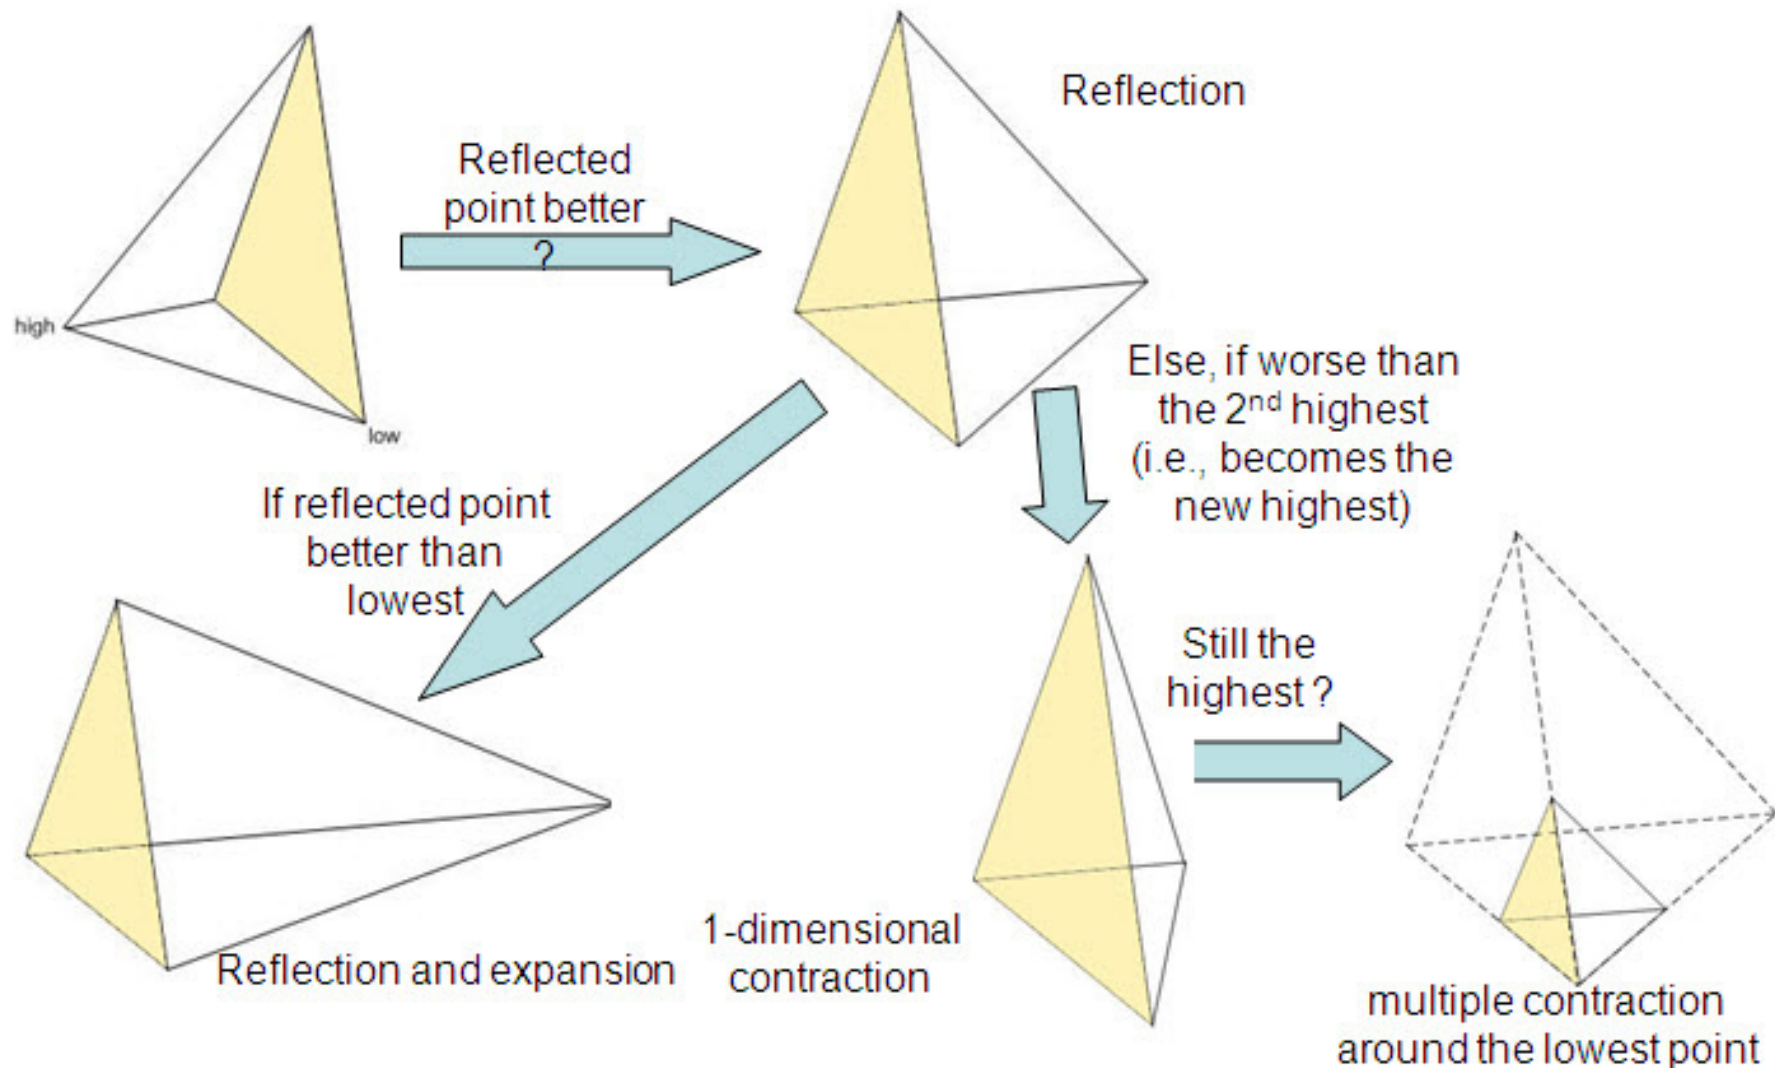 Reflection
Reflected
point better
?
high
low
Else, if worse than
the 2nd highest
(i.e., becomes the
new highest)
If reflected point
better than
lowest
Still the
highest ?
Reflection and expansion
1-dimensional
contraction
multiple contraction
around the lowest point